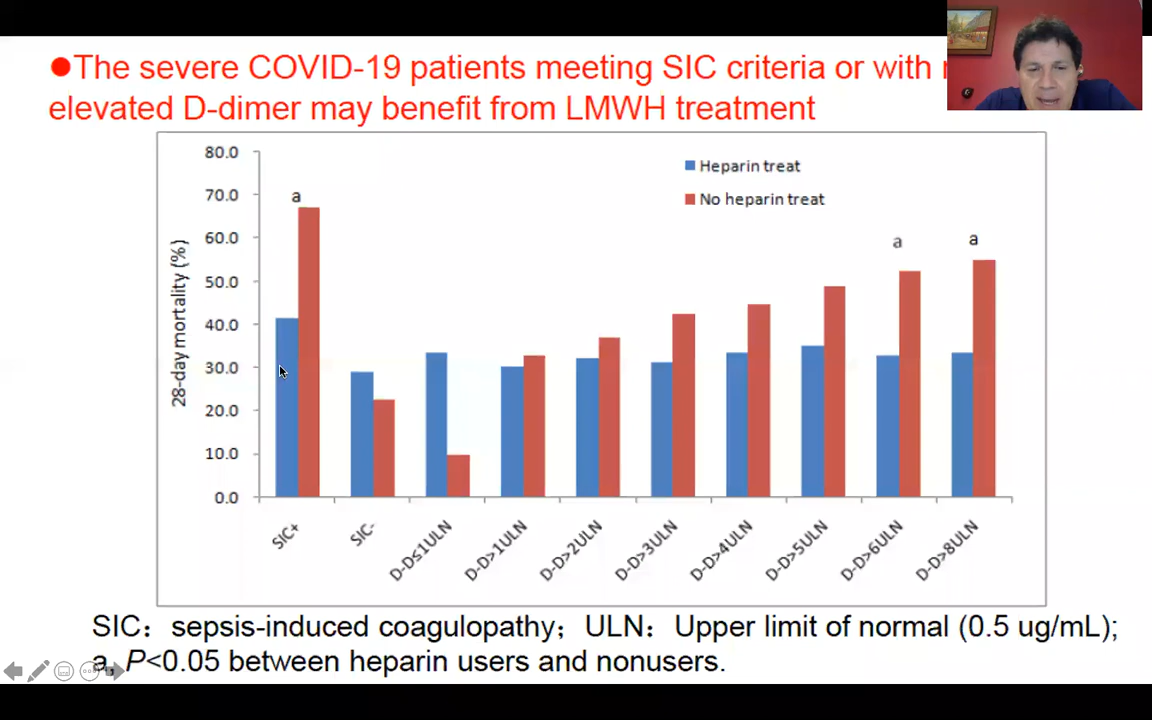 ●The severe COVID-19 patients meeting SIC criteria or with
elevated D-dimer may benefit from LMWH treatment
80.0
70.0
60.0
50.0
40.0
30.0
20.0
10.0
0.0
28-day mortality (%)
Heparin treat
No heparin treat
a
a
a
SIC+
SIC-
D-D≤1ULN
D-D>1ULN
D-D>2ULN
D-D>3ULN
D-D>4ULN
D-D>5ULN
D-D>6ULN
D-D>8ULN
SIC：sepsis-induced coagulopathy；ULN：Upper limit of normal (0.5 ug/mL);
a, P<0.05 between heparin users and nonusers.